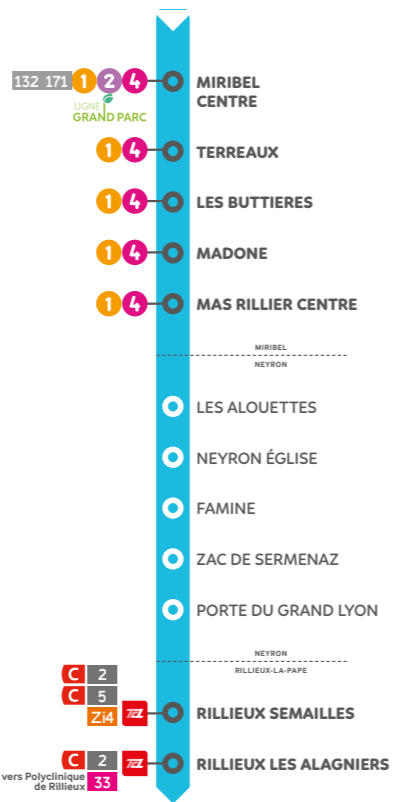 132 171 1 2 4 MIRIBEL
CENTRE
LIGNE
GRAND PARC
1 4 TERREAUX
1 4 LES BUTTIERES
1 4 MADONE
1 4 MAS RILLIER CENTRE
MIRIBEL
NEYRON
LES ALOUETTES
NEYRON ÉGLISE
FAMINE
ZAC DE SERMENAZ
PORTE DU GRAND LYON
NEYRON
RILLIEUX-LA-PAPE
C 2
C 5
Zi4 TCL RILLIEUX SEMAILLES
C 2 TCL RILLIEUX LES ALAGNIERS
vers Polyclinique
de Rillieux 33